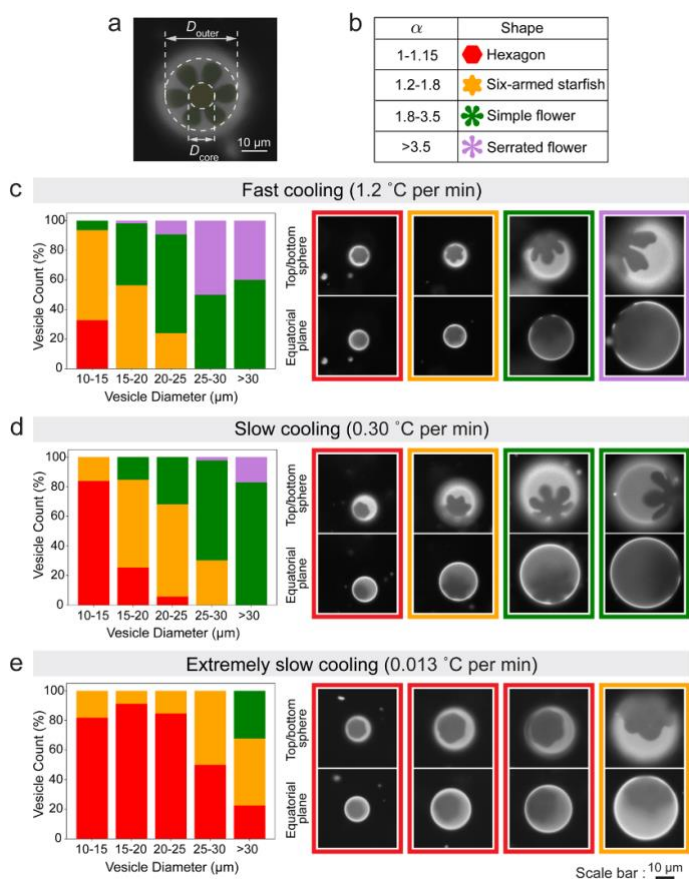 a
D outer
D core
10 μm
b
α Shape
1-1.15 Hexagon
1.2-1.8 Six-armed starfish
1.8-3.5 Simple flower
>3.5 Serrated flower
c
Fast cooling (1.2 ˚C per min)
Vesicle Count (%)
100
80
60
40
20
0
10-15 15-20 20-25 25-30 >30
Vesicle Diameter (μm)
Top/bottom sphere
Equatorial plane
d
Slow cooling (0.30 ˚C per min)
Vesicle Count (%)
100
80
60
40
20
0
10-15 15-20 20-25 25-30 >30
Vesicle Diameter (μm)
Top/bottom sphere
Equatorial plane
e
Extremely slow cooling (0.013 ˚C per min)
Vesicle Count (%)
100
80
60
40
20
0
10-15 15-20 20-25 25-30 >30
Vesicle Diameter (μm)
Top/bottom sphere
Equatorial plane
Scale bar : 10 μm